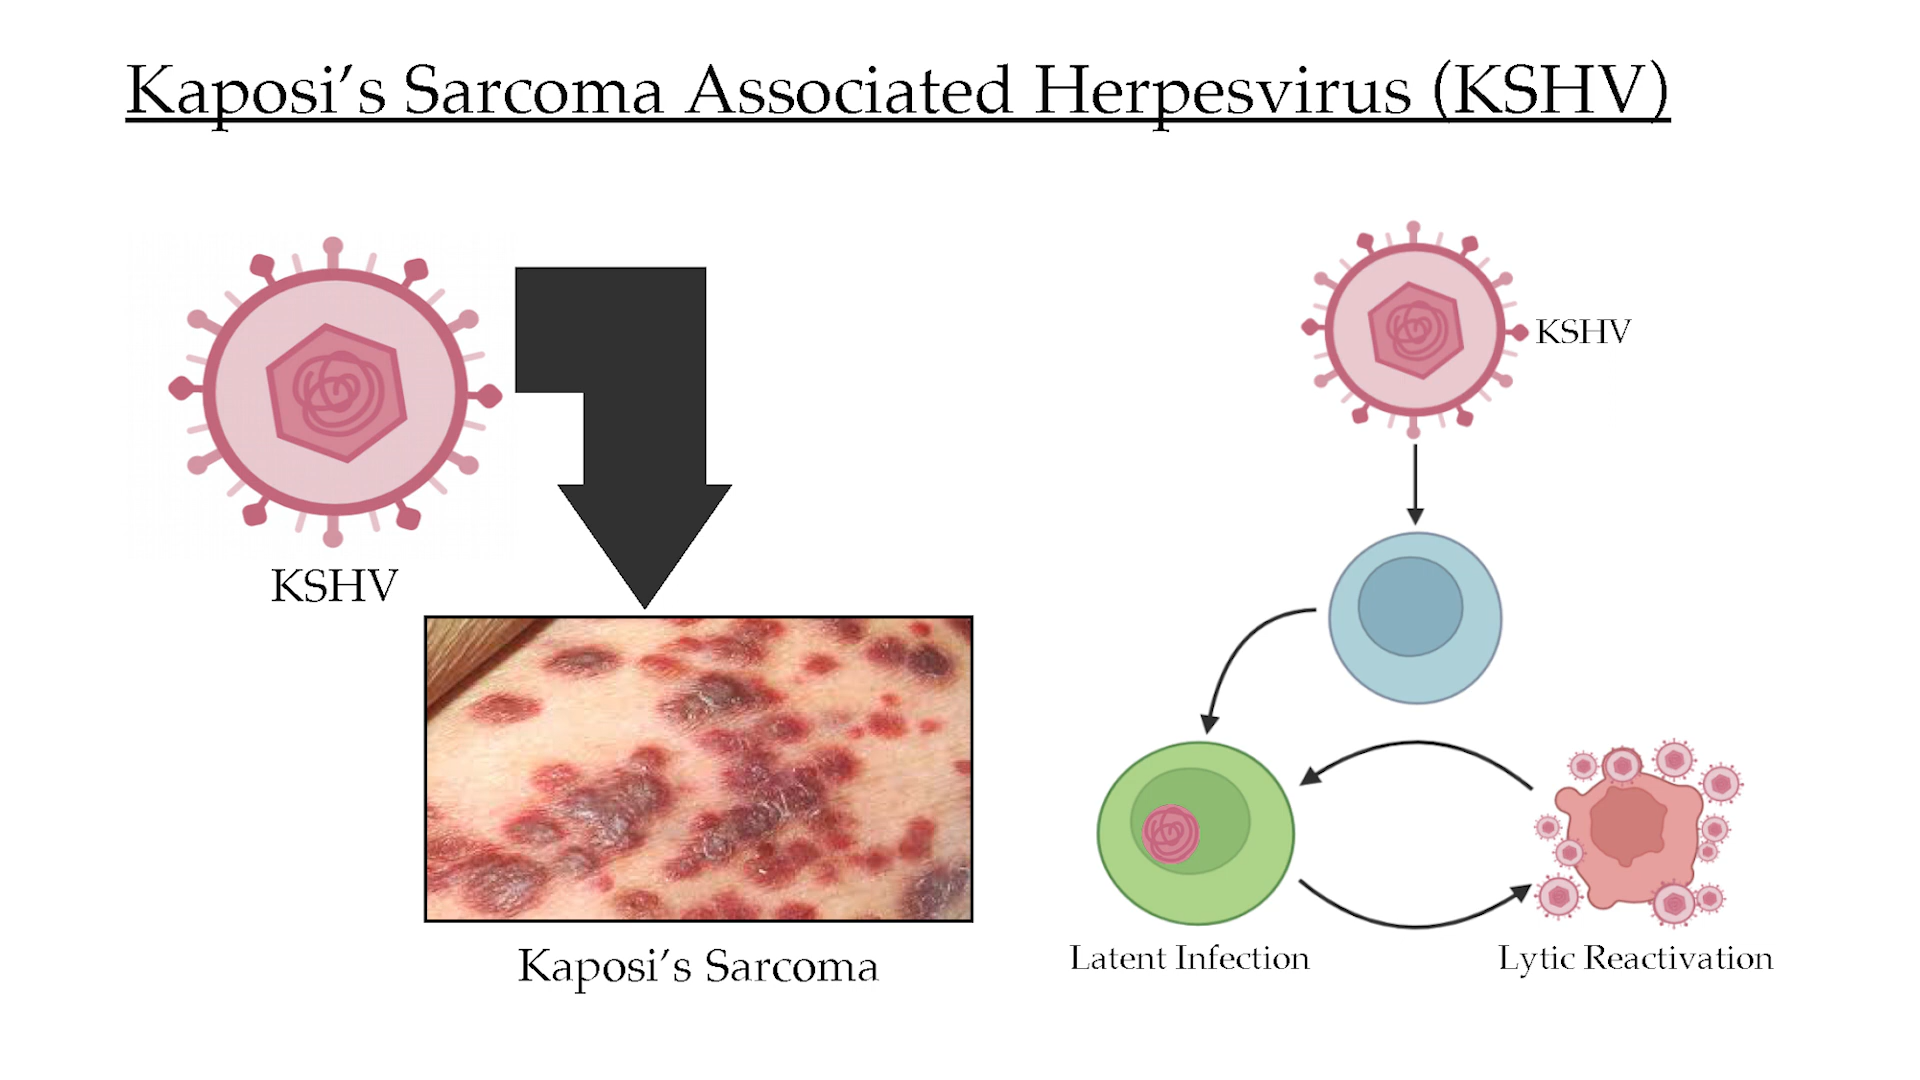 Kaposi’s Sarcoma Associated Herpesvirus (KSHV)
KSHV
Kaposi’s Sarcoma
KSHV
Latent Infection
Lytic Reactivation